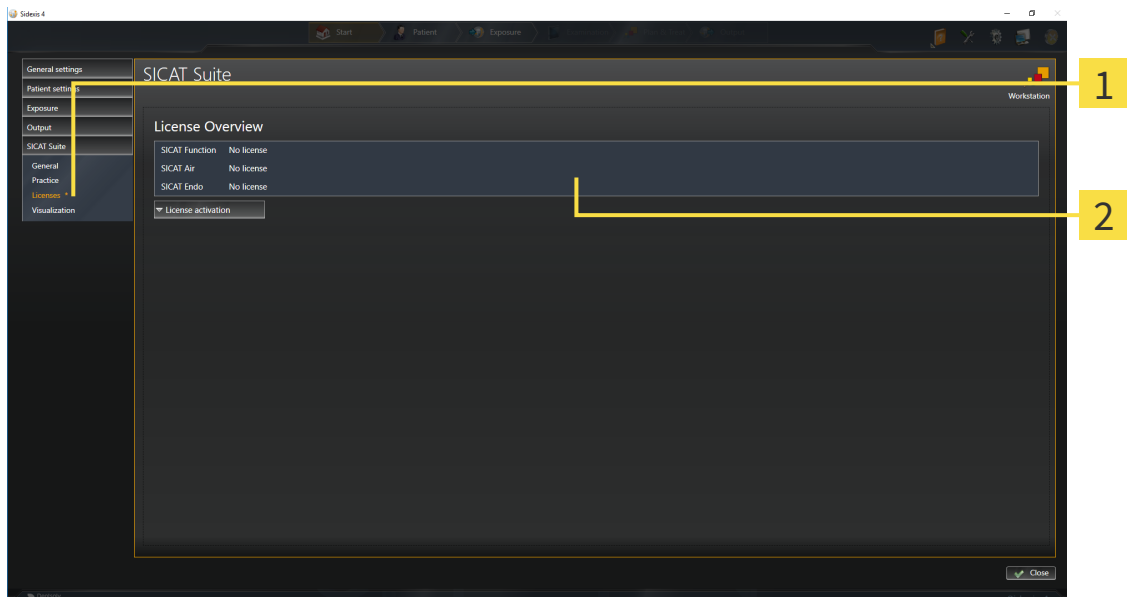 Sidexis 4
Start Patient Exposure
General settings
Patient settings
Exposure
Output
SICAT Suite
General
Practice
Licenses *
Visualization
SICAT Suite
Workstation
License Overview
SICAT Function No license
SICAT Air No license
SICAT Endo No license
License activation
Close
1
2